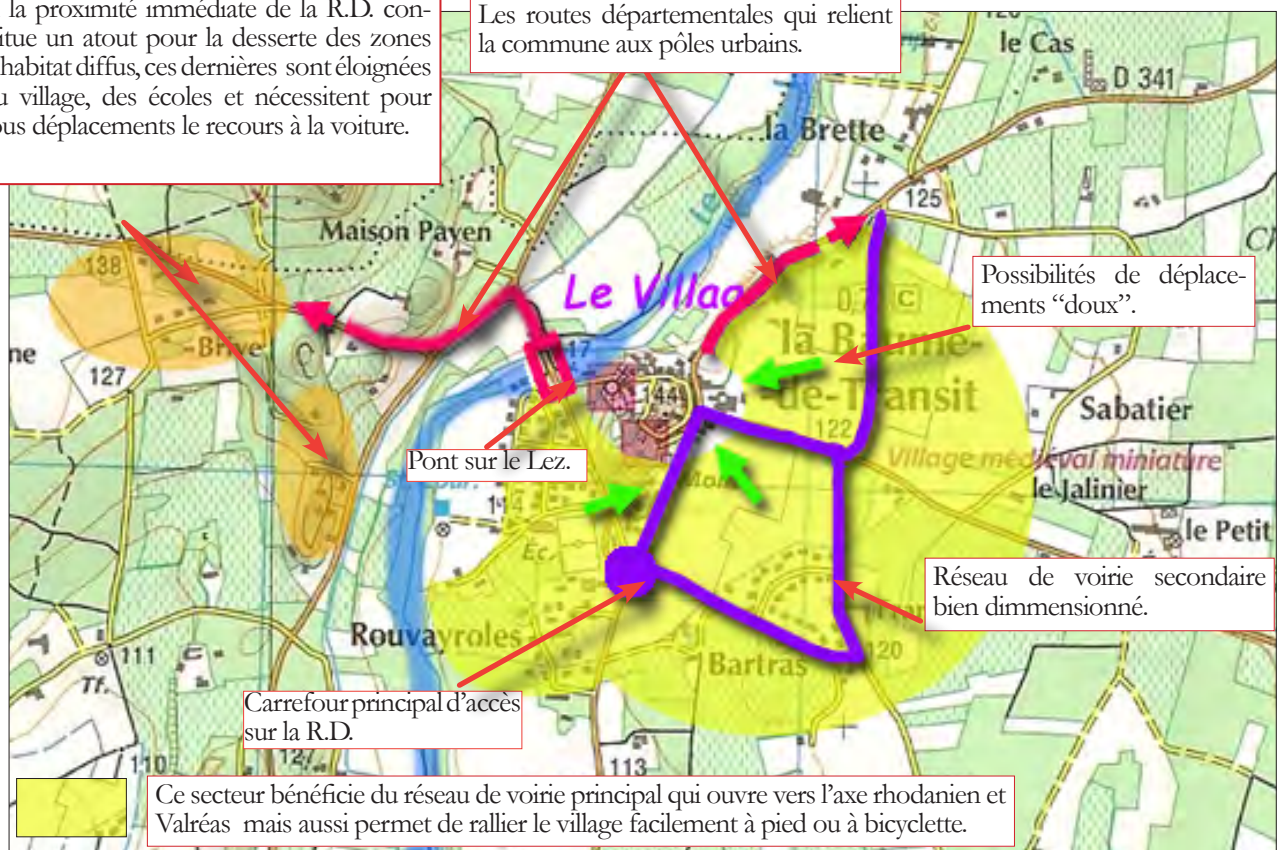 la proximité immédiate de la R.D. con-
titue un atout pour la desserte des zones
habitat diffus, ces dernières sont éloignées
u village, des écoles et nécessitent pour
ous déplacements le recours à la voiture.
Les routes départementales qui relient
la commune aux pôles urbains.
le Cas
D 341
la Brette
125
Maison Payen
138
Le Villag
Possibilités de déplace-
ments “doux”.
la Baume-
de-Transit
Brive
127
144
122
Sabatier
Pont sur le Lez.
Village médiéval miniature
le Jalinier
le Petit
Éc.
Réseau de voirie secondaire
bien dimmensionné.
Rouvayroles
Bartras
120
111
Tf.
Carrefour principal d’accès
sur la R.D.
110
127
113
Ce secteur bénéficie du réseau de voirie principal qui ouvre vers l’axe rhodanien et
Valréas mais aussi permet de rallier le village facilement à pied ou à bicyclette.